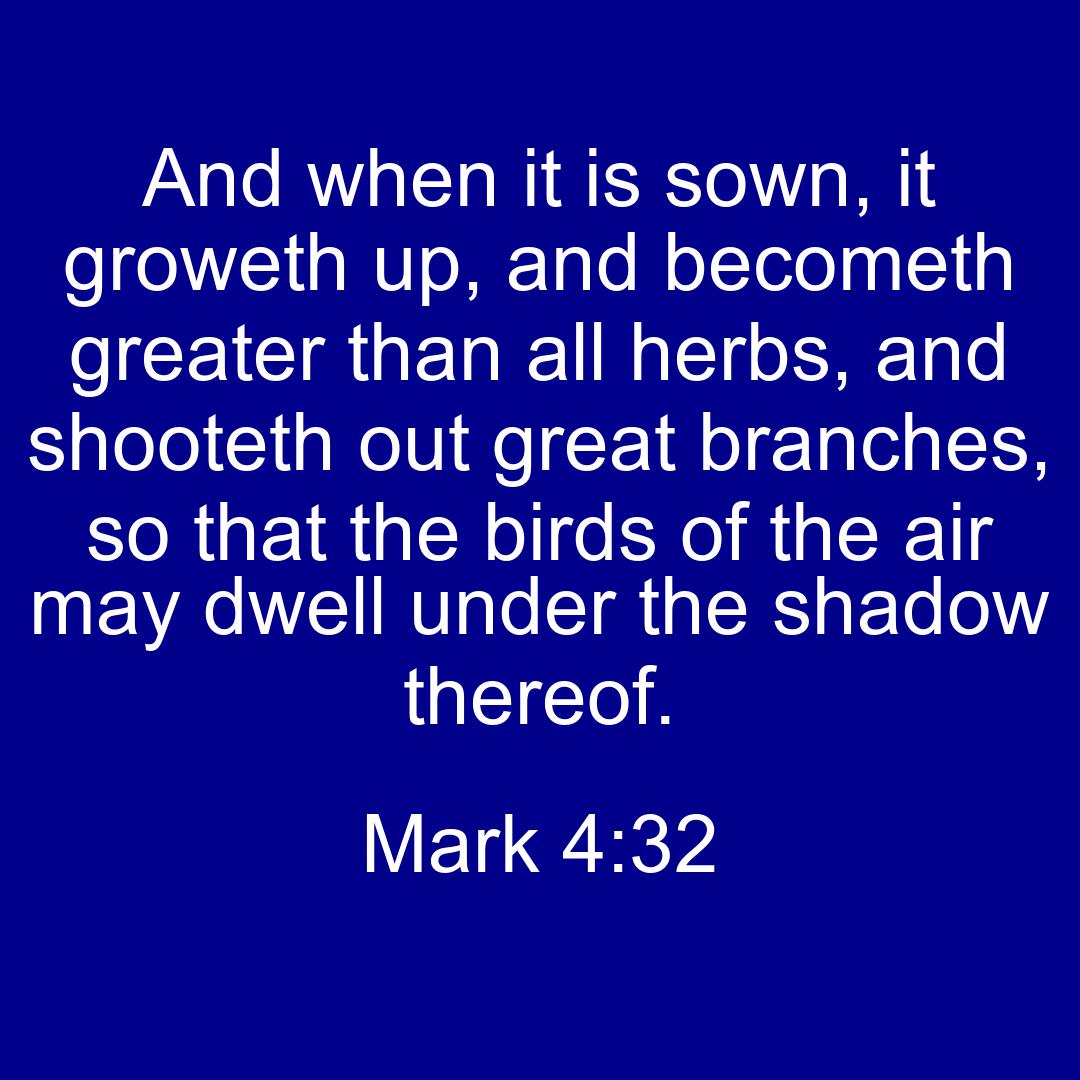 And when it is sown, it
groweth up, and becometh
greater than all herbs, and
shooteth out great branches,
so that the birds of the air
may dwell under the shadow
thereof.
Mark 4:32